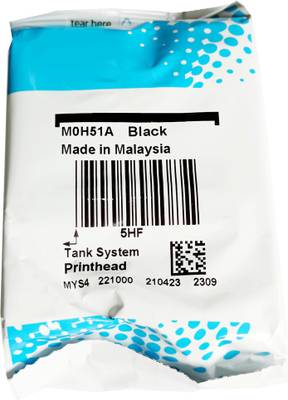 tear here
M0H51A Black
Made in Malaysia
5HF
Tank System
Printhead
MYS4 221000 210423 2309